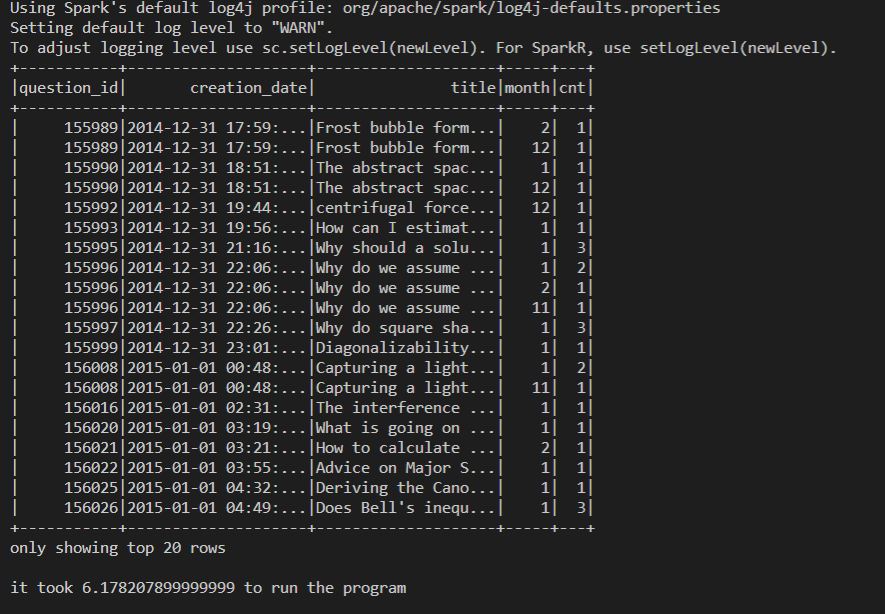 Using Spark's default log4j profile: org/apache/spark/log4j-defaults.properties
Setting default log level to "WARN".
To adjust logging level use sc.setLogLevel(newLevel). For SparkR, use setLogLevel(newLevel).
+-----------+--------------------+--------------------+-----+---+
|question_id|       creation_date|               title|month|cnt|
+-----------+--------------------+--------------------+-----+---+
|     155989|2014-12-31 17:59:...|Frost bubble form...|    2|  1|
|     155989|2014-12-31 17:59:...|Frost bubble form...|   12|  1|
|     155990|2014-12-31 18:51:...|The abstract spac...|    1|  1|
|     155990|2014-12-31 18:51:...|The abstract spac...|   12|  1|
|     155992|2014-12-31 19:44:...|centrifugal force...|   12|  1|
|     155993|2014-12-31 19:56:...|How can I estimat...|    1|  1|
|     155995|2014-12-31 21:16:...|Why should a solu...|    1|  3|
|     155996|2014-12-31 22:06:...|Why do we assume ...|    1|  2|
|     155996|2014-12-31 22:06:...|Why do we assume ...|    2|  1|
|     155996|2014-12-31 22:06:...|Why do we assume ...|   11|  1|
|     155997|2014-12-31 22:26:...|Why do square sha...|    1|  3|
|     155999|2014-12-31 23:01:...|Diagonalizability...|    1|  1|
|     156008|2015-01-01 00:48:...|Capturing a light...|    1|  2|
|     156008|2015-01-01 00:48:...|Capturing a light...|   11|  1|
|     156016|2015-01-01 02:31:...|The interference ...|    1|  1|
|     156020|2015-01-01 03:19:...|What is going on ...|    1|  1|
|     156021|2015-01-01 03:21:...|How to calculate ...|    2|  1|
|     156022|2015-01-01 03:55:...|Advice on Major S...|    1|  1|
|     156025|2015-01-01 04:32:...|Deriving the Cano...|    1|  1|
|     156026|2015-01-01 04:49:...|Does Bell's inequ...|    1|  3|
+-----------+--------------------+--------------------+-----+---+
only showing top 20 rows
it took 6.178207899999999 to run the program